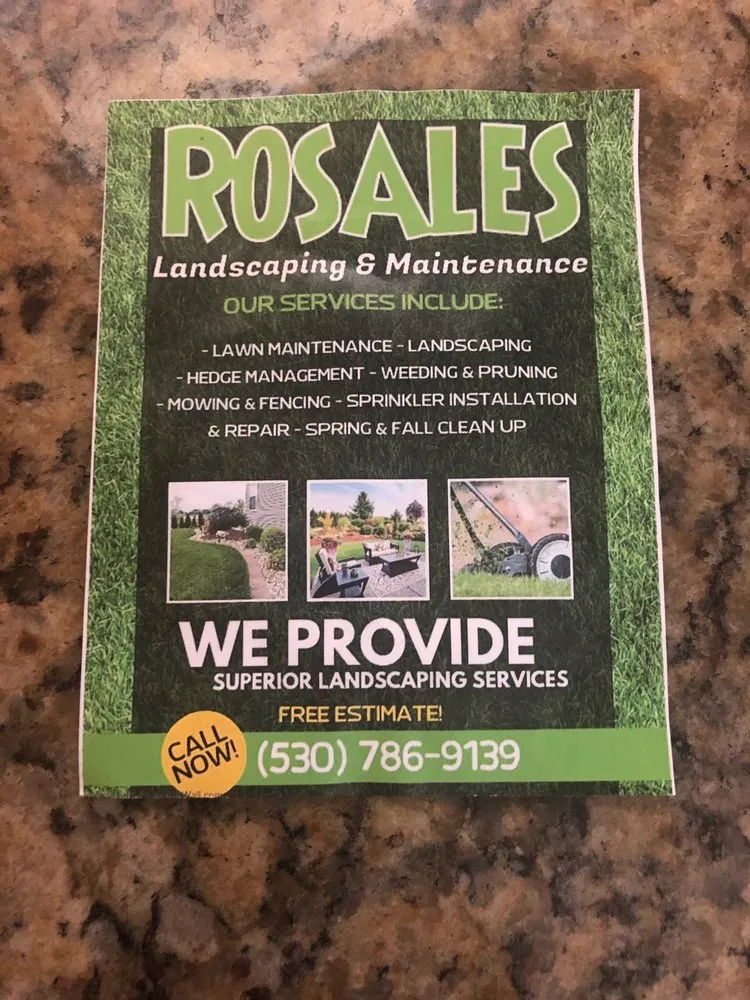 ROSALES
Landscaping & Maintenance
OUR SERVICES INCLUDE:
- LAWN MAINTENANCE - LANDSCAPING
- HEDGE MANAGEMENT - WEEDING & PRUNING
- MOWING & FENCING - SPRINKLER INSTALLATION
& REPAIR - SPRING & FALL CLEAN UP
WE PROVIDE
SUPERIOR LANDSCAPING SERVICES
FREE ESTIMATE!
CALL
NOW!
(530) 786-9139